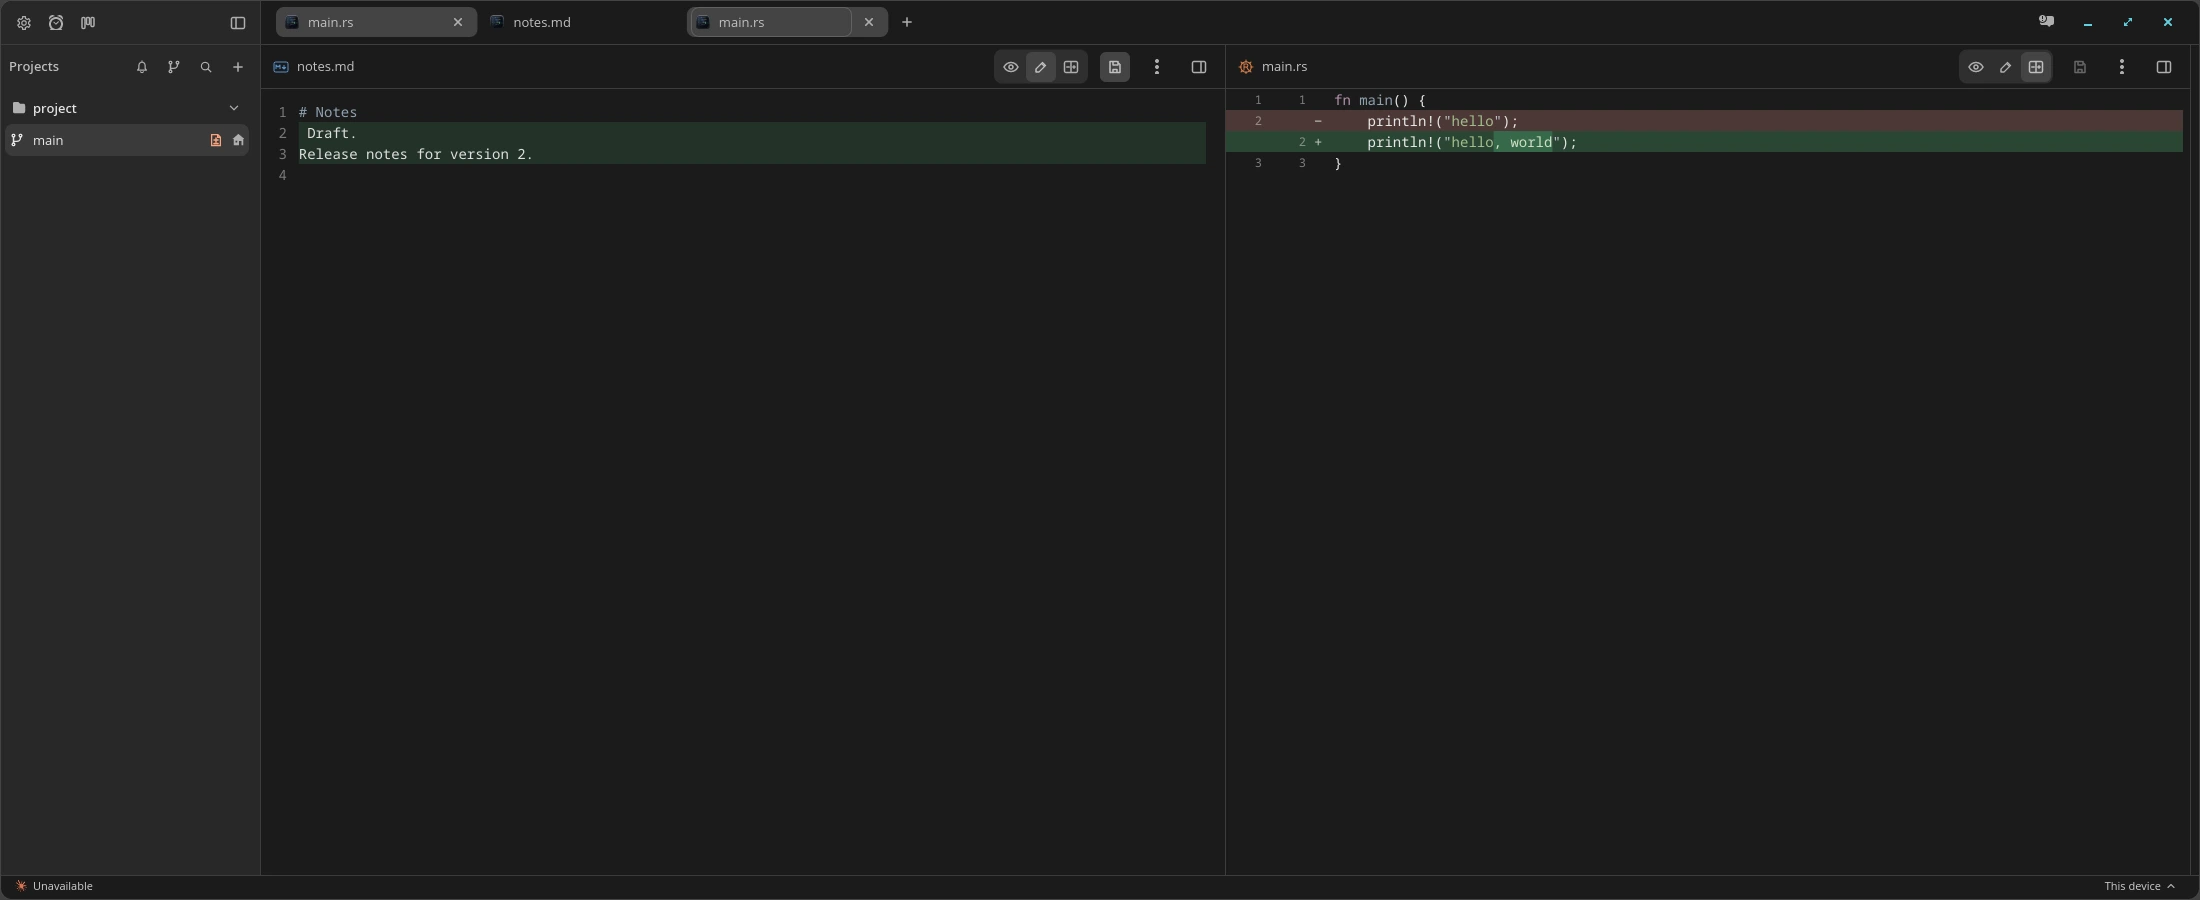 main.rs
notes.md
main.rs
Projects
project
main
notes.md
1 # Notes
2  Draft.
3 Release notes for version 2.
4
main.rs
1 1 fn main() {
2 −     println!("hello");
2 +     println!("hello, world");
3 3 }
Unavailable
This device